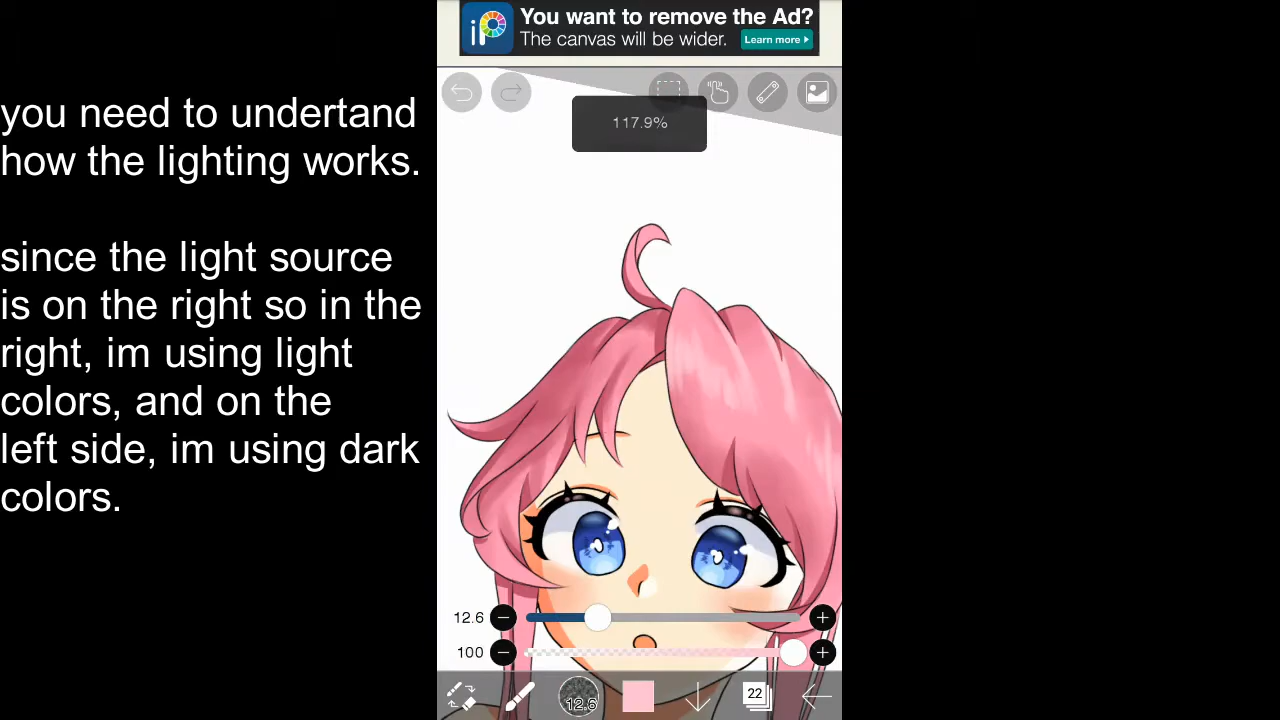 You want to remove the Ad?
The canvas will be wider. Learn more
117.9%
you need to undertand
how the lighting works.
since the light source
is on the right so in the
right, im using light
colors, and on the
left side, im using dark
colors.
12.6
100
12.6
22